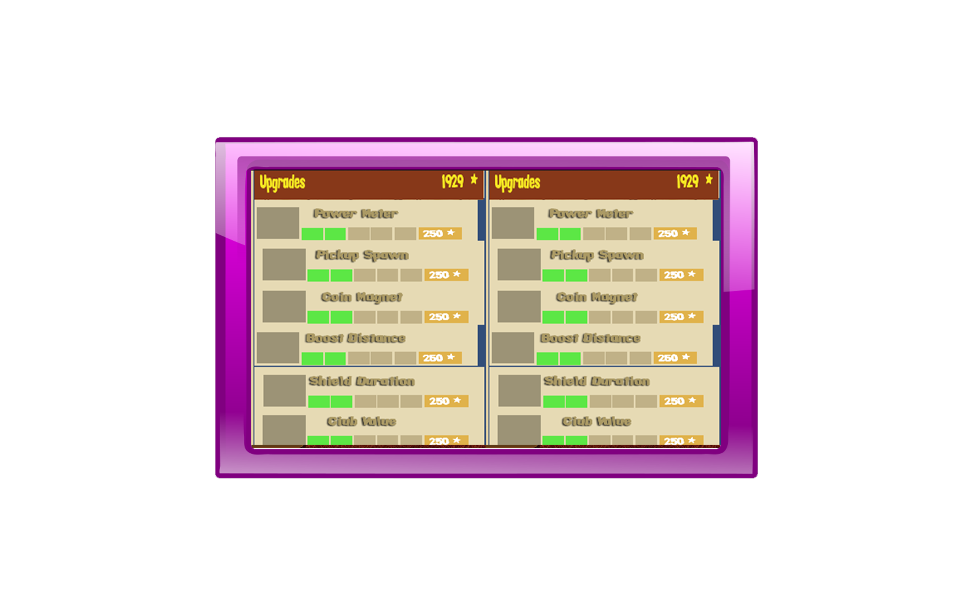 Upgrades 1929
Power Meter
250
Pickup Spawn
250
Coin Magnet
250
Boost Distance
250
Shield Duration
250
Club Value
250
Upgrades 1929
Power Meter
250
Pickup Spawn
250
Coin Magnet
250
Boost Distance
250
Shield Duration
250
Club Value
250